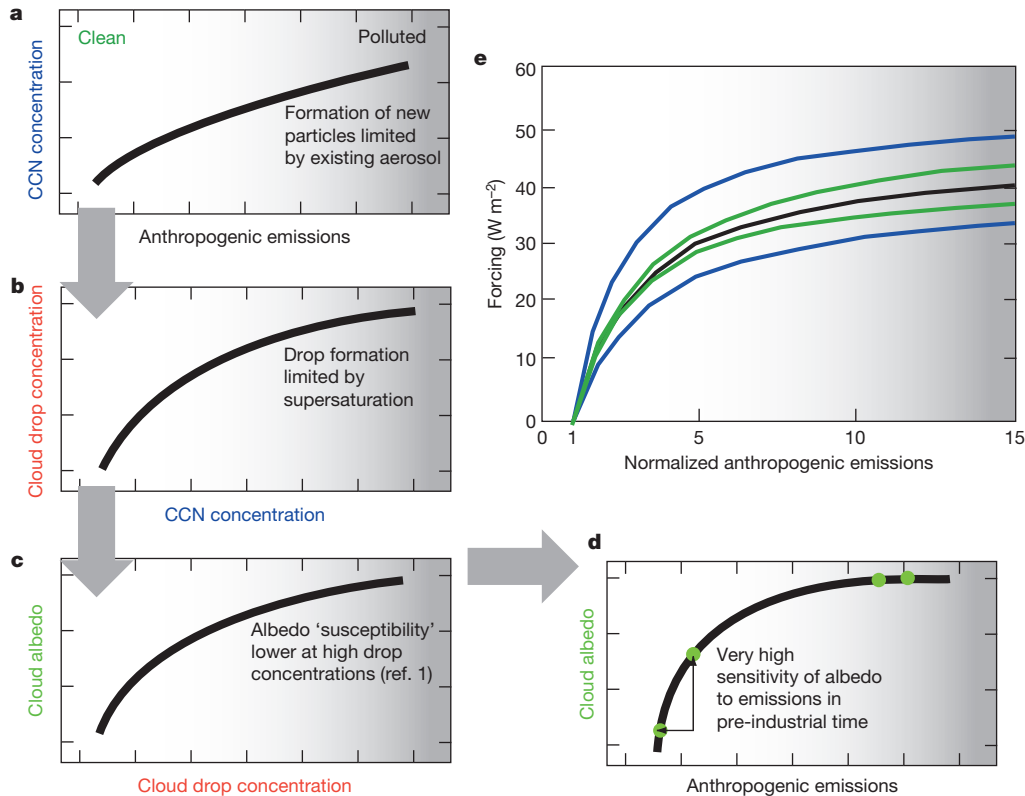 a
Clean
Polluted
CCN concentration
Formation of new
particles limited
by existing aerosol
Anthropogenic emissions
b
Cloud drop concentration
Drop formation
limited by
supersaturation
CCN concentration
c
Cloud albedo
Albedo ‘susceptibility’
lower at high drop
concentrations (ref. 1)
Cloud drop concentration
e
Forcing (W m⁻²)
60
50
40
30
20
10
0
0 1 5 10 15
Normalized anthropogenic emissions
d
Cloud albedo
Very high
sensitivity of albedo
to emissions in
pre-industrial time
Anthropogenic emissions